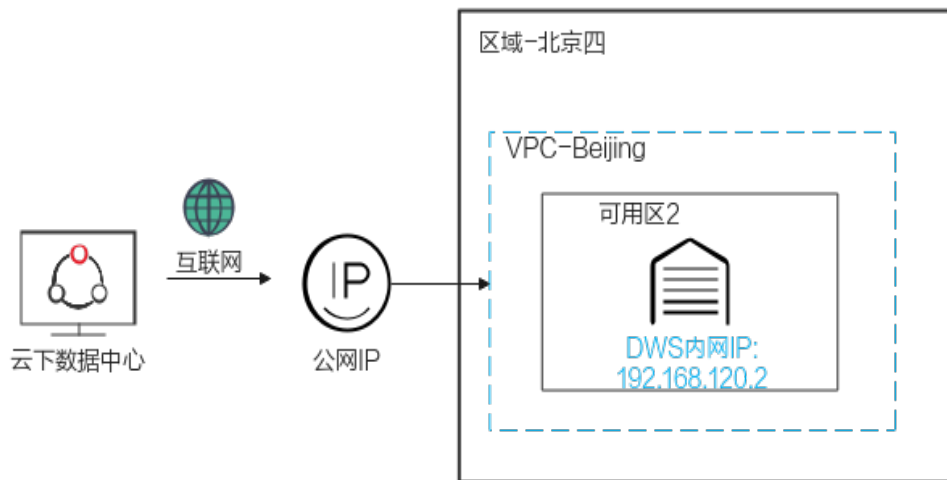 区域-北京四
VPC-Beijing
可用区2
互联网
IP
云下数据中心
公网IP
DWS内网IP:
192.168.120.2